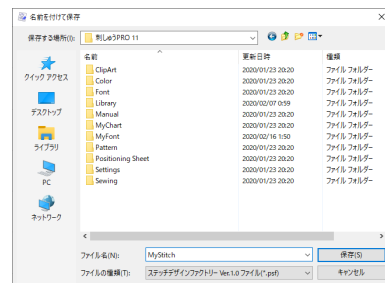 名前を付けて保存
保存する場所(I): 刺しゅうPRO 11
名前 更新日時 種類
ClipArt 2020/01/23 20:20 ファイル フォルダー
Color 2020/01/23 20:20 ファイル フォルダー
Font 2020/01/23 20:20 ファイル フォルダー
Library 2020/02/07 0:59 ファイル フォルダー
Manual 2020/01/23 20:20 ファイル フォルダー
MyChart 2020/01/23 20:20 ファイル フォルダー
MyFont 2020/02/16 1:50 ファイル フォルダー
Pattern 2020/01/23 20:20 ファイル フォルダー
Positioning Sheet 2020/01/23 20:20 ファイル フォルダー
Settings 2020/01/23 20:20 ファイル フォルダー
Sewing 2020/01/23 20:20 ファイル フォルダー
クイック アクセス
デスクトップ
ライブラリ
PC
ネットワーク
ファイル名(N): MyStitch 保存(S)
ファイルの種類(T): ステッチデザインファクトリー Ver.1.0 ファイル(*.psf) キャンセル